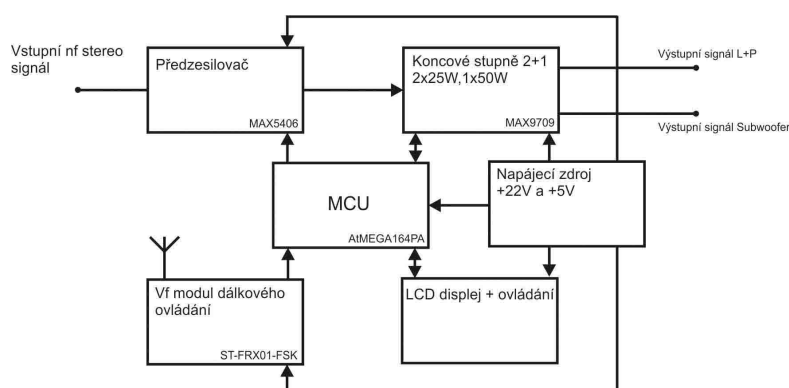 Vstupní nf stereo
signál
Předzesilovač
MAX5406
Koncové stupně 2+1
2x25W,1x50W
MAX9709
Výstupní signál L+P
Výstupní signál Subwoofer
MCU
AtMEGA164PA
Napájecí zdroj
+22V a +5V
Vf modul dálkového
ovládání
ST-FRX01-FSK
LCD displej + ovládání